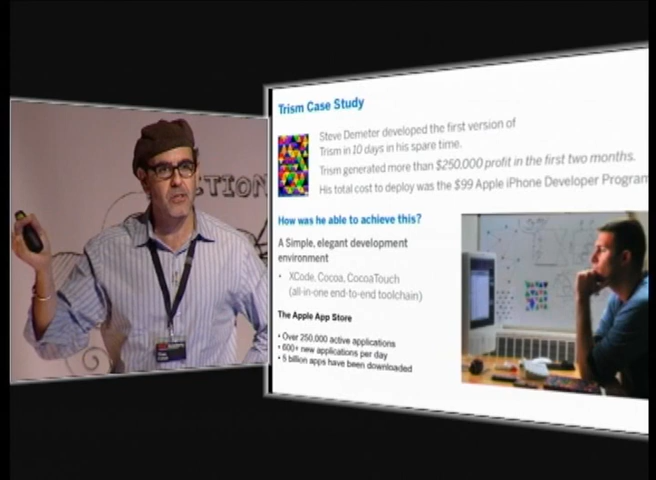 CTION
Trism Case Study
Steve Demeter developed the first version of
Trism in 10 days in his spare time.
Trism generated more than $250,000 profit in the first two months.
His total cost to deploy was the $99 Apple iPhone Developer Program
How was he able to achieve this?
A Simple, elegant development
environment
• XCode, Cocoa, CocoaTouch
(all-in-one end-to-end toolchain)
The Apple App Store
• Over 250,000 active applications
• 600+ new applications per day
• 5 billion apps have been downloaded